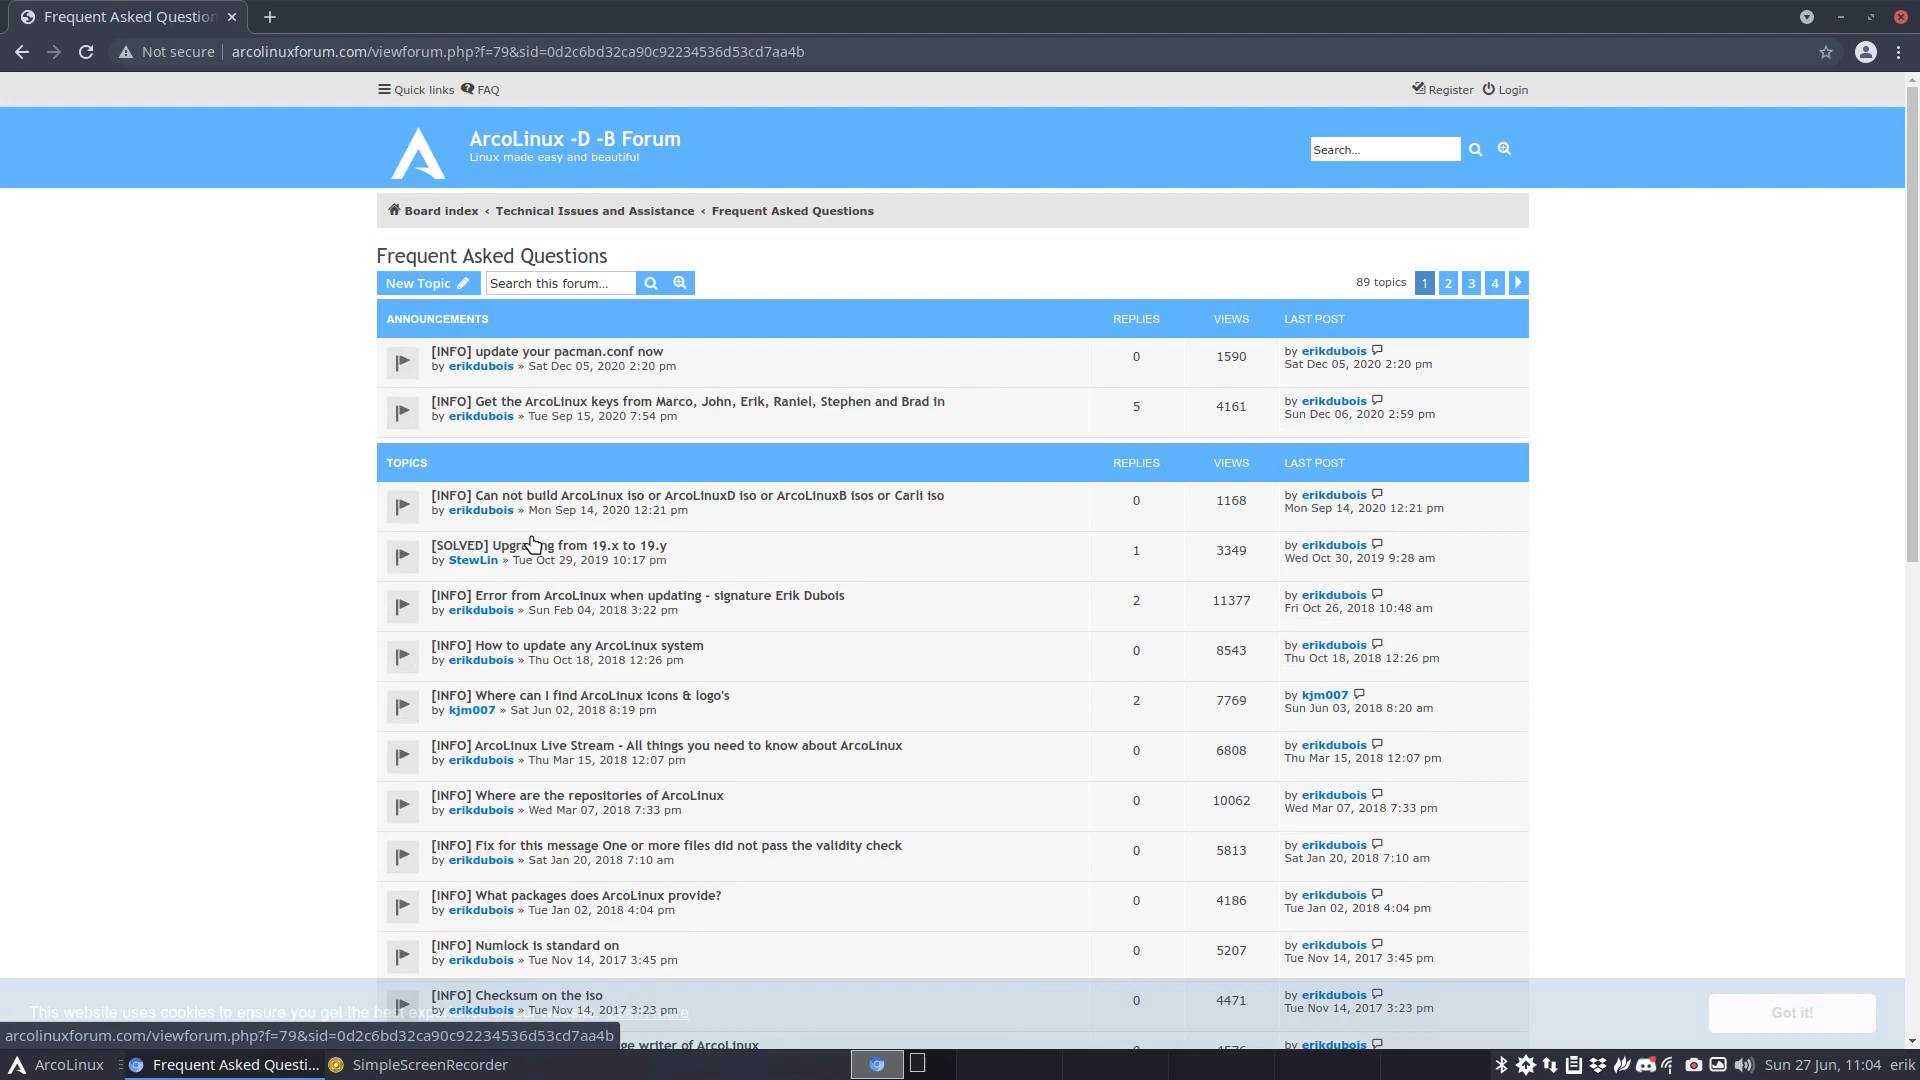 Frequent Asked Question
Not secure
arcolinuxforum.com/viewforum.php?f=79&sid=0d2c6bd32ca90c92234536d53cd7aa4b
Quick links FAQ
Register Login
ArcoLinux -D -B Forum
Linux made easy and beautiful
Search…
Board index ‹ Technical Issues and Assistance ‹ Frequent Asked Questions
Frequent Asked Questions
New Topic Search this forum… 89 topics 1 2 3 4
ANNOUNCEMENTS REPLIES VIEWS LAST POST
[INFO] update your pacman.conf now
by erikdubois » Sat Dec 05, 2020 2:20 pm
0 1590
by erikdubois
Sat Dec 05, 2020 2:20 pm
[INFO] Get the ArcoLinux keys from Marco, John, Erik, Raniel, Stephen and Brad in
by erikdubois » Tue Sep 15, 2020 7:54 pm
5 4161
by erikdubois
Sun Dec 06, 2020 2:59 pm
TOPICS REPLIES VIEWS LAST POST
[INFO] Can not build ArcoLinux iso or ArcoLinuxD iso or ArcoLinuxB isos or Carli iso
by erikdubois » Mon Sep 14, 2020 12:21 pm
0 1168
by erikdubois
Mon Sep 14, 2020 12:21 pm
[SOLVED] Upgrading from 19.x to 19.y
by StewLin » Tue Oct 29, 2019 10:17 pm
1 3349
by erikdubois
Wed Oct 30, 2019 9:28 am
[INFO] Error from ArcoLinux when updating - signature Erik Dubois
by erikdubois » Sun Feb 04, 2018 3:22 pm
2 11377
by erikdubois
Fri Oct 26, 2018 10:48 am
[INFO] How to update any ArcoLinux system
by erikdubois » Thu Oct 18, 2018 12:26 pm
0 8543
by erikdubois
Thu Oct 18, 2018 12:26 pm
[INFO] Where can I find ArcoLinux icons & logo's
by kjm007 » Sat Jun 02, 2018 8:19 pm
2 7769
by kjm007
Sun Jun 03, 2018 8:20 am
[INFO] ArcoLinux Live Stream - All things you need to know about ArcoLinux
by erikdubois » Thu Mar 15, 2018 12:07 pm
0 6808
by erikdubois
Thu Mar 15, 2018 12:07 pm
[INFO] Where are the repositories of ArcoLinux
by erikdubois » Wed Mar 07, 2018 7:33 pm
0 10062
by erikdubois
Wed Mar 07, 2018 7:33 pm
[INFO] Fix for this message One or more files did not pass the validity check
by erikdubois » Sat Jan 20, 2018 7:10 am
0 5813
by erikdubois
Sat Jan 20, 2018 7:10 am
[INFO] What packages does ArcoLinux provide?
by erikdubois » Tue Jan 02, 2018 4:04 pm
0 4186
by erikdubois
Tue Jan 02, 2018 4:04 pm
[INFO] Numlock is standard on
by erikdubois » Tue Nov 14, 2017 3:45 pm
0 5207
by erikdubois
Tue Nov 14, 2017 3:45 pm
[INFO] Checksum on the iso
by erikdubois » Tue Nov 14, 2017 3:23 pm
0 4471
by erikdubois
Tue Nov 14, 2017 3:23 pm
This website uses cookies to ensure you get the best
Got it!
arcolinuxforum.com/viewforum.php?f=79&sid=0d2c6bd32ca90c92234536d53cd7aa4b
ge writer of ArcoLinux
by erikdubois
ArcoLinux Frequent Asked Questi... SimpleScreenRecorder Sun 27 Jun, 11:04 erik